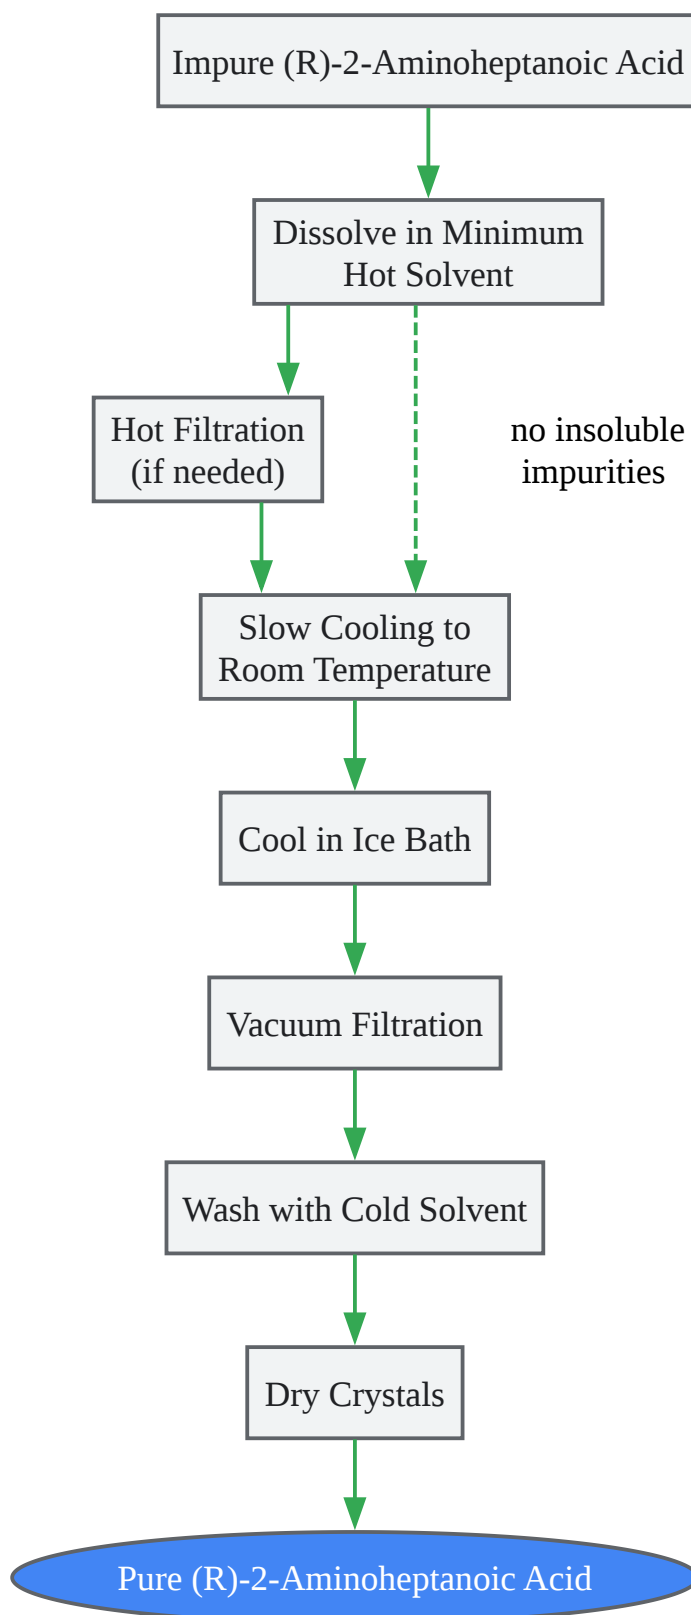 Impure (R)-2-Aminoheptanoic Acid
Dissolve in Minimum
Hot Solvent
Hot Filtration
(if needed)
no insoluble
impurities
Slow Cooling to
Room Temperature
Cool in Ice Bath
Vacuum Filtration
Wash with Cold Solvent
Dry Crystals
Pure (R)-2-Aminoheptanoic Acid